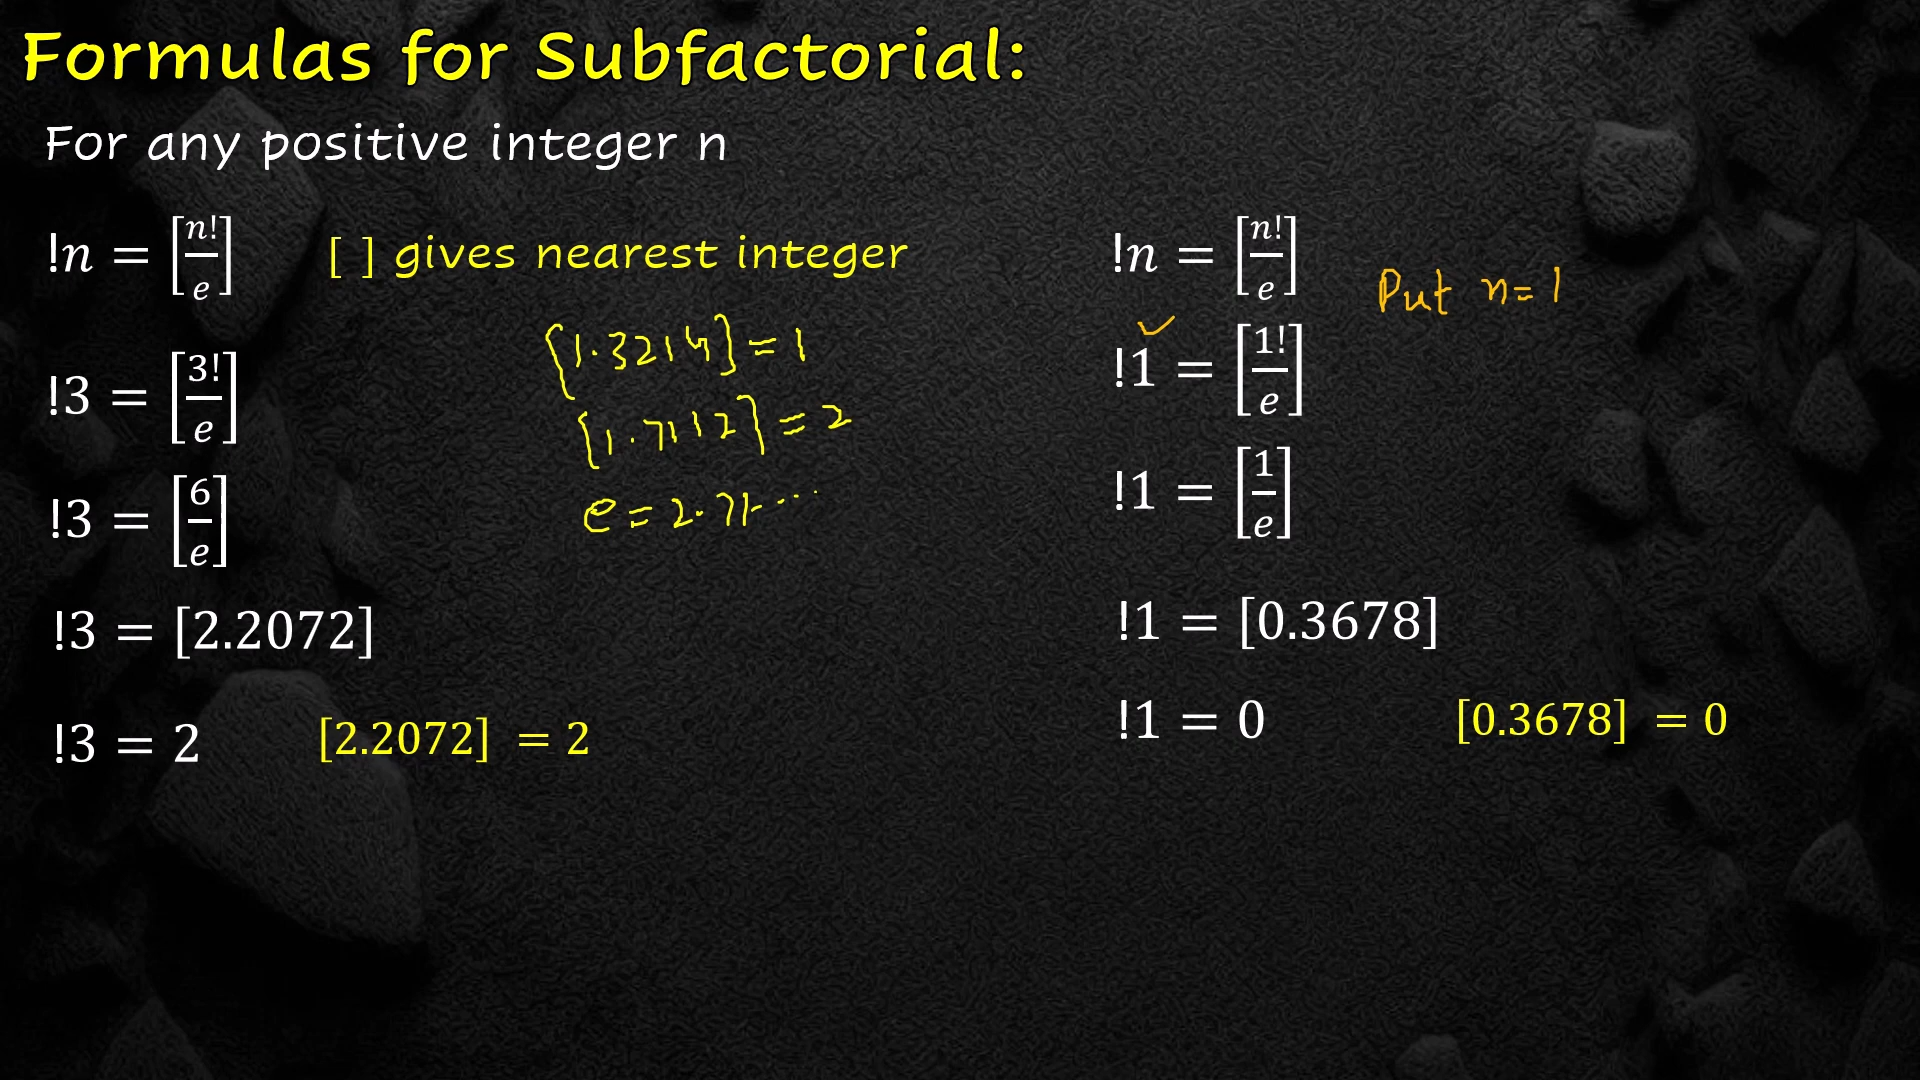 Formulas for Subfactorial:
For any positive integer n
!n = [n!/e]
[ ] gives nearest integer
[1.3214] = 1
[1.7112] = 2
e = 2.71...
!3 = [3!/e]
!3 = [6/e]
!3 = [2.2072]
!3 = 2
[2.2072] = 2
!n = [n!/e]
Put n=1
!1 = [1!/e]
!1 = [1/e]
!1 = [0.3678]
!1 = 0
[0.3678] = 0